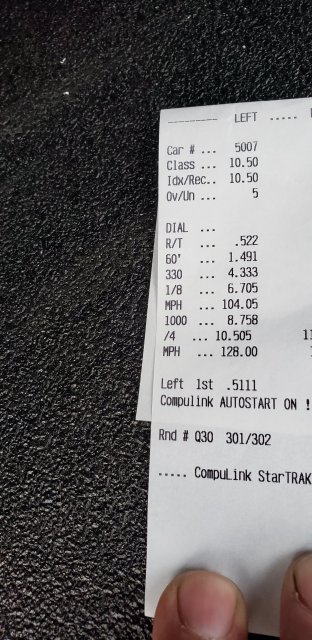 ---------- LEFT .....
Car # ... 5007
Class ... 10.50
Idx/Rec.. 10.50
Ov/Un ... 5
DIAL ...
R/T ... .522
60' ... 1.491
330 ... 4.333
1/8 ... 6.705
MPH ... 104.05
1000 ... 8.758
/4 ... 10.505
MPH ... 128.00
Left 1st .5111
Compulink AUTOSTART ON !
Rnd # Q30 301/302
..... CompuLink StarTRAK